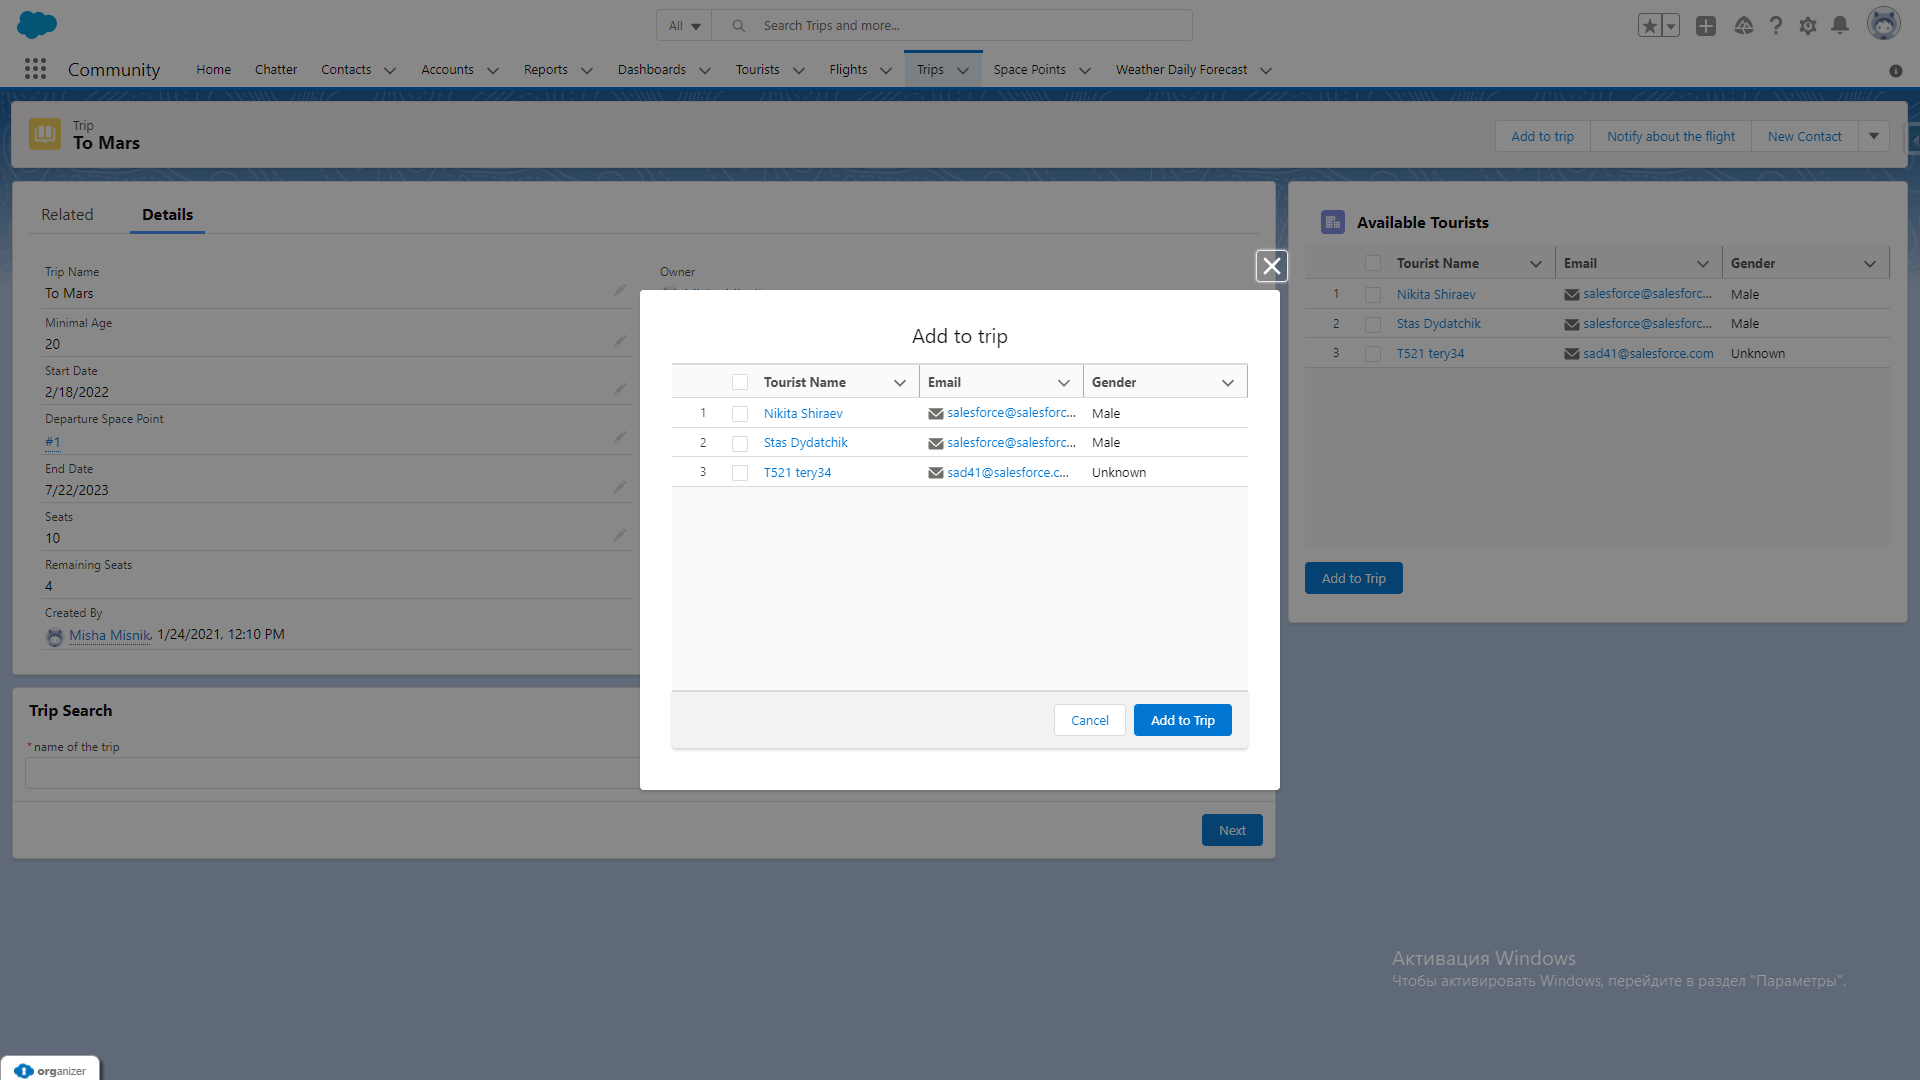 All
Search Trips and more...
Community
Home
Chatter
Contacts
Accounts
Reports
Dashboards
Tourists
Flights
Trips
Space Points
Weather Daily Forecast
Trip
To Mars
Add to trip
Notify about the flight
New Contact
Related
Details
Trip Name
To Mars
Minimal Age
20
Start Date
2/18/2022
Departure Space Point
#1
End Date
7/22/2023
Seats
10
Remaining Seats
4
Created By
Misha Misnik, 1/24/2021, 12:10 PM
Owner
Trip Search
* name of the trip
Next
Add to trip
Tourist Name Email Gender
1 Nikita Shiraev salesforce@salesforc... Male
2 Stas Dydatchik salesforce@salesforc... Male
3 T521 tery34 sad41@salesforce.c... Unknown
Cancel
Add to Trip
Available Tourists
Tourist Name Email Gender
1 Nikita Shiraev salesforce@salesforc... Male
2 Stas Dydatchik salesforce@salesforc... Male
3 T521 tery34 sad41@salesforce.com Unknown
Add to Trip
Активация Windows
Чтобы активировать Windows, перейдите в раздел "Параметры".
organizer